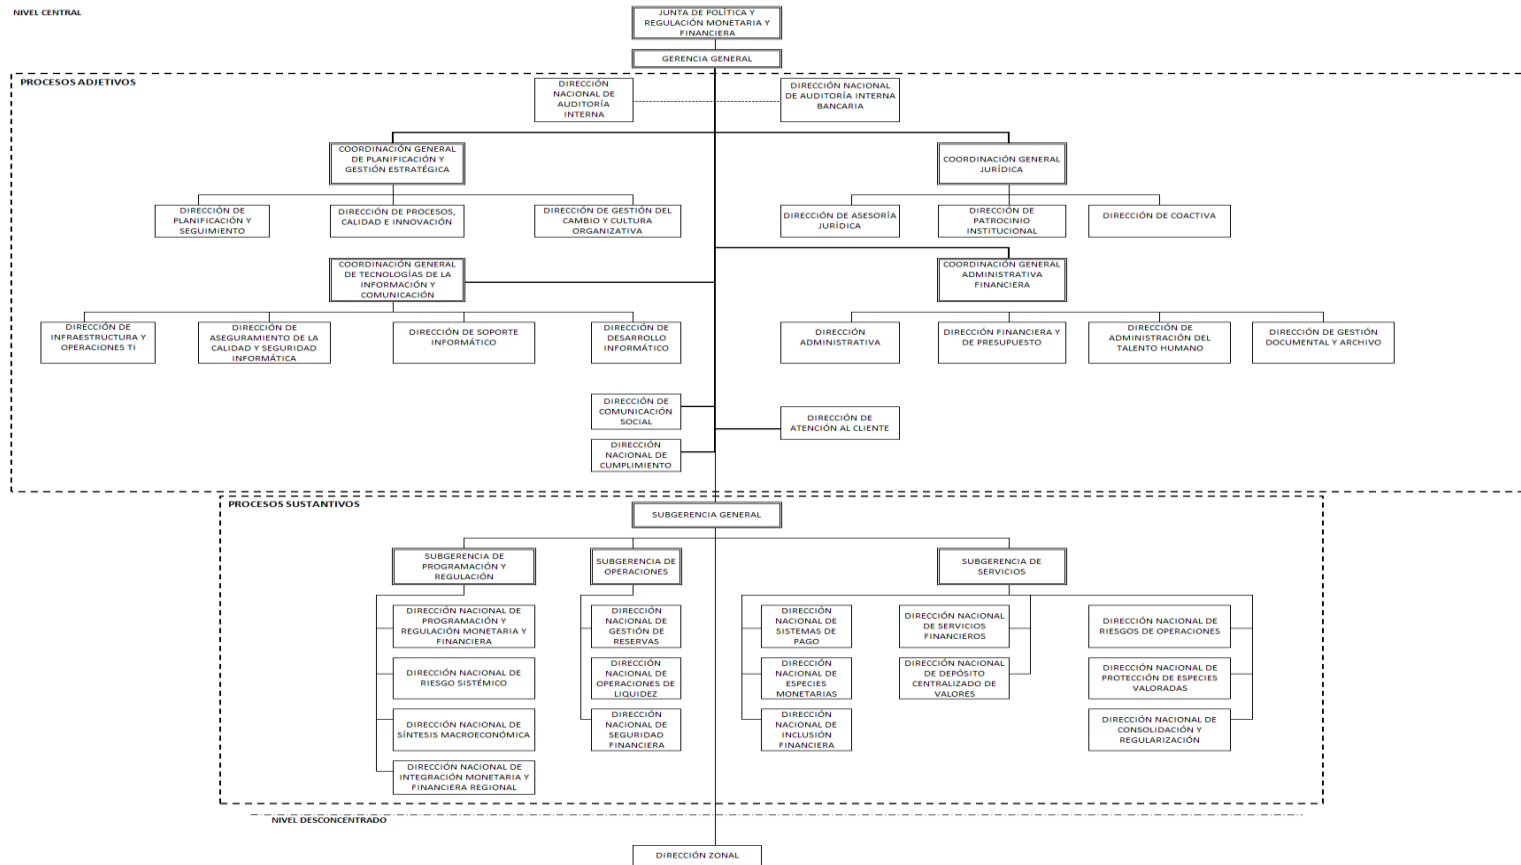 NIVEL CENTRAL
JUNTA DE POLÍTICA Y
REGULACIÓN MONETARIA Y
FINANCIERA
GERENCIA GENERAL
PROCESOS ADJETIVOS
DIRECCIÓN
NACIONAL DE
AUDITORÍA
INTERNA
DIRECCIÓN NACIONAL
DE AUDITORÍA INTERNA
BANCARIA
COORDINACIÓN GENERAL
DE PLANIFICACIÓN Y
GESTIÓN ESTRATÉGICA
COORDINACIÓN GENERAL
JURÍDICA
DIRECCIÓN DE
PLANIFICACIÓN Y
SEGUIMIENTO
DIRECCIÓN DE PROCESOS,
CALIDAD E INNOVACIÓN
DIRECCIÓN DE GESTIÓN DEL
CAMBIO Y CULTURA
ORGANIZATIVA
DIRECCIÓN DE ASESORÍA
JURÍDICA
DIRECCIÓN DE
PATROCINIO
INSTITUCIONAL
DIRECCIÓN DE COACTIVA
COORDINACIÓN GENERAL
DE TECNOLOGÍAS DE LA
INFORMACIÓN Y
COMUNICACIÓN
COORDINACIÓN GENERAL
ADMINISTRATIVA
FINANCIERA
DIRECCIÓN DE
INFRAESTRUCTURA Y
OPERACIONES TI
DIRECCIÓN DE
ASEGURAMIENTO DE LA
CALIDAD Y SEGURIDAD
INFORMÁTICA
DIRECCIÓN DE SOPORTE
INFORMÁTICO
DIRECCIÓN DE
DESARROLLO
INFORMÁTICO
DIRECCIÓN
ADMINISTRATIVA
DIRECCIÓN FINANCIERA Y
DE PRESUPUESTO
DIRECCIÓN DE
ADMINISTRACIÓN DEL
TALENTO HUMANO
DIRECCIÓN DE GESTIÓN
DOCUMENTAL Y ARCHIVO
DIRECCIÓN DE
COMUNICACIÓN
SOCIAL
DIRECCIÓN DE
ATENCIÓN AL CLIENTE
DIRECCIÓN
NACIONAL DE
CUMPLIMIENTO
PROCESOS SUSTANTIVOS
SUBGERENCIA GENERAL
SUBGERENCIA DE
PROGRAMACIÓN Y
REGULACIÓN
SUBGERENCIA DE
OPERACIONES
SUBGERENCIA DE
SERVICIOS
DIRECCIÓN NACIONAL DE
PROGRAMACIÓN Y
REGULACIÓN MONETARIA Y
FINANCIERA
DIRECCIÓN
NACIONAL DE
GESTIÓN DE
RESERVAS
DIRECCIÓN
NACIONAL DE
SISTEMAS DE
PAGO
DIRECCIÓN NACIONAL
DE SERVICIOS
FINANCIEROS
DIRECCIÓN NACIONAL DE
RIESGOS DE OPERACIONES
DIRECCIÓN NACIONAL DE
RIESGO SISTÉMICO
DIRECCIÓN
NACIONAL DE
OPERACIONES DE
LIQUIDEZ
DIRECCIÓN
NACIONAL DE
ESPECIES
MONETARIAS
DIRECCIÓN NACIONAL
DE DEPÓSITO
CENTRALIZADO DE
VALORES
DIRECCIÓN NACIONAL DE
PROTECCIÓN DE ESPECIES
VALORADAS
DIRECCIÓN NACIONAL DE
SÍNTESIS MACROECONÓMICA
DIRECCIÓN
NACIONAL DE
SEGURIDAD
FINANCIERA
DIRECCIÓN
NACIONAL DE
INCLUSIÓN
FINANCIERA
DIRECCIÓN NACIONAL DE
CONSOLIDACIÓN Y
REGULARIZACIÓN
DIRECCIÓN NACIONAL DE
INTEGRACIÓN MONETARIA Y
FINANCIERA REGIONAL
NIVEL DESCONCENTRADO
DIRECCIÓN ZONAL